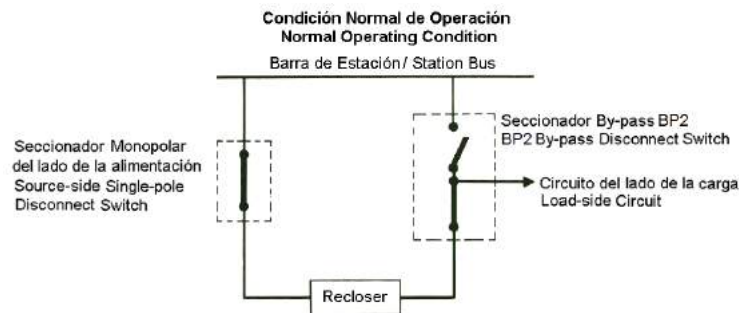 Condición Normal de Operación
Normal Operating Condition
Barra de Estación / Station Bus
Seccionador Monopolar
del lado de la alimentación
Source-side Single-pole
Disconnect Switch
Seccionador By-pass BP2
BP2 By-pass Disconnect Switch
Circuito del lado de la carga
Load-side Circuit
Recloser